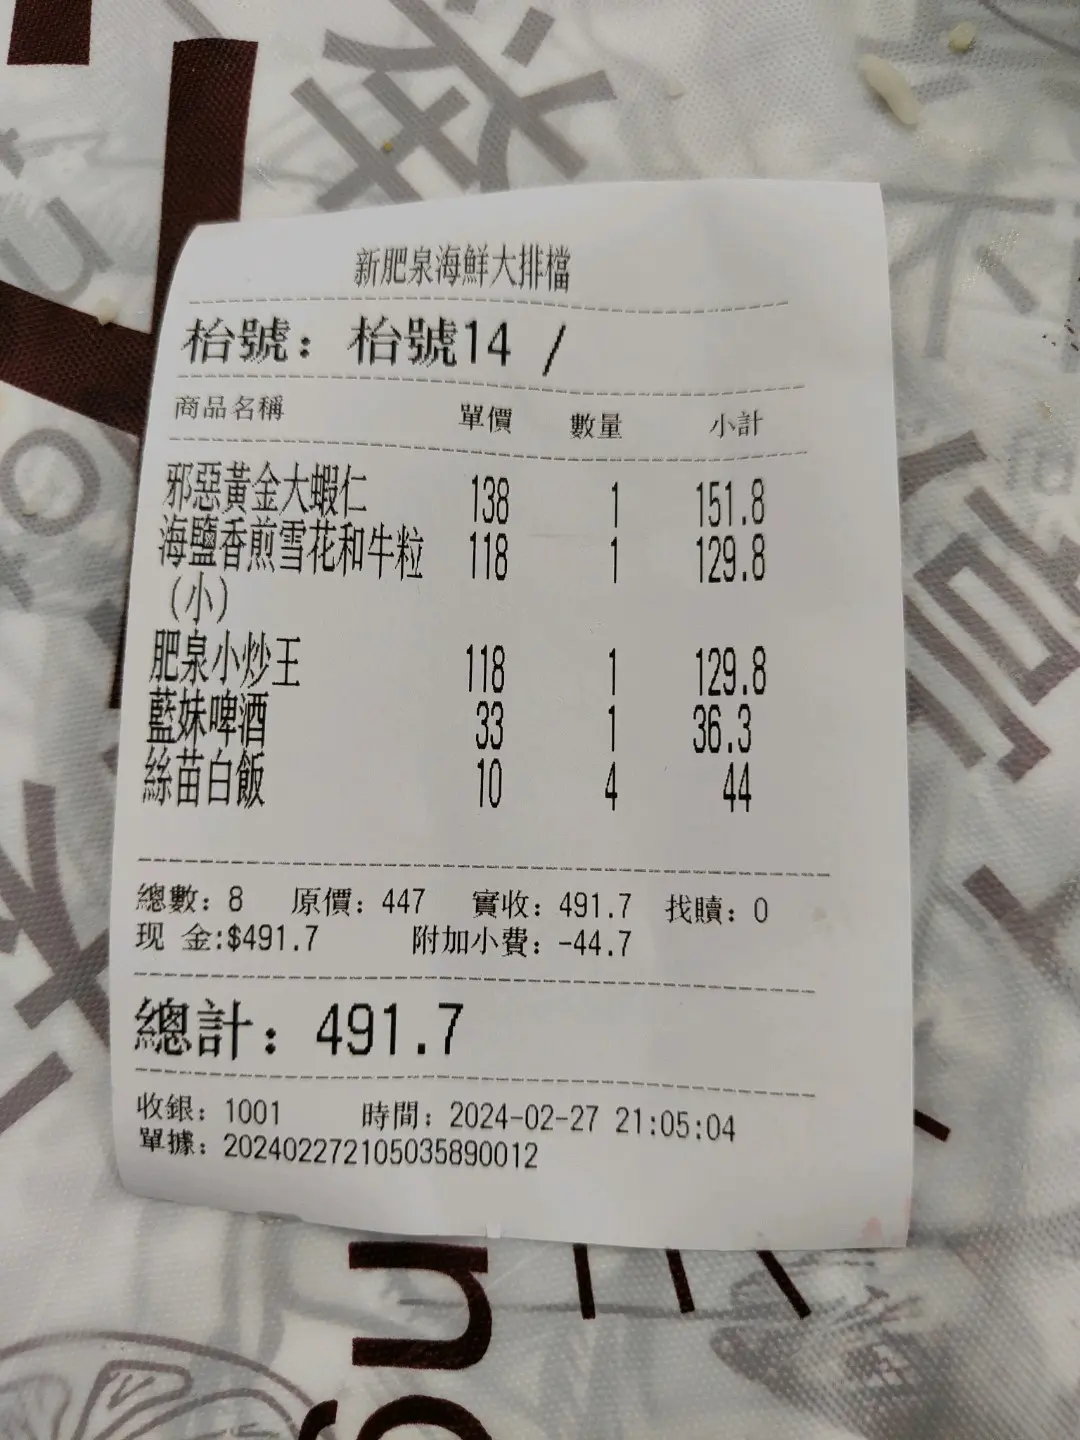 新肥泉海鮮大排檔
枱號：枱號14 /
商品名稱 單價 數量 小計
邪惡黃金大蝦仁 138 1 151.8
海鹽香煎雪花和牛粒 118 1 129.8
(小)
肥泉小炒王 118 1 129.8
藍妹啤酒 33 1 36.3
絲苗白飯 10 4 44
總數：8 原價：447 實收：491.7 找贖：0
现 金:$491.7 附加小費：-44.7
總計：491.7
收銀：1001 時間：2024-02-27 21:05:04
單據：202402272105035890012